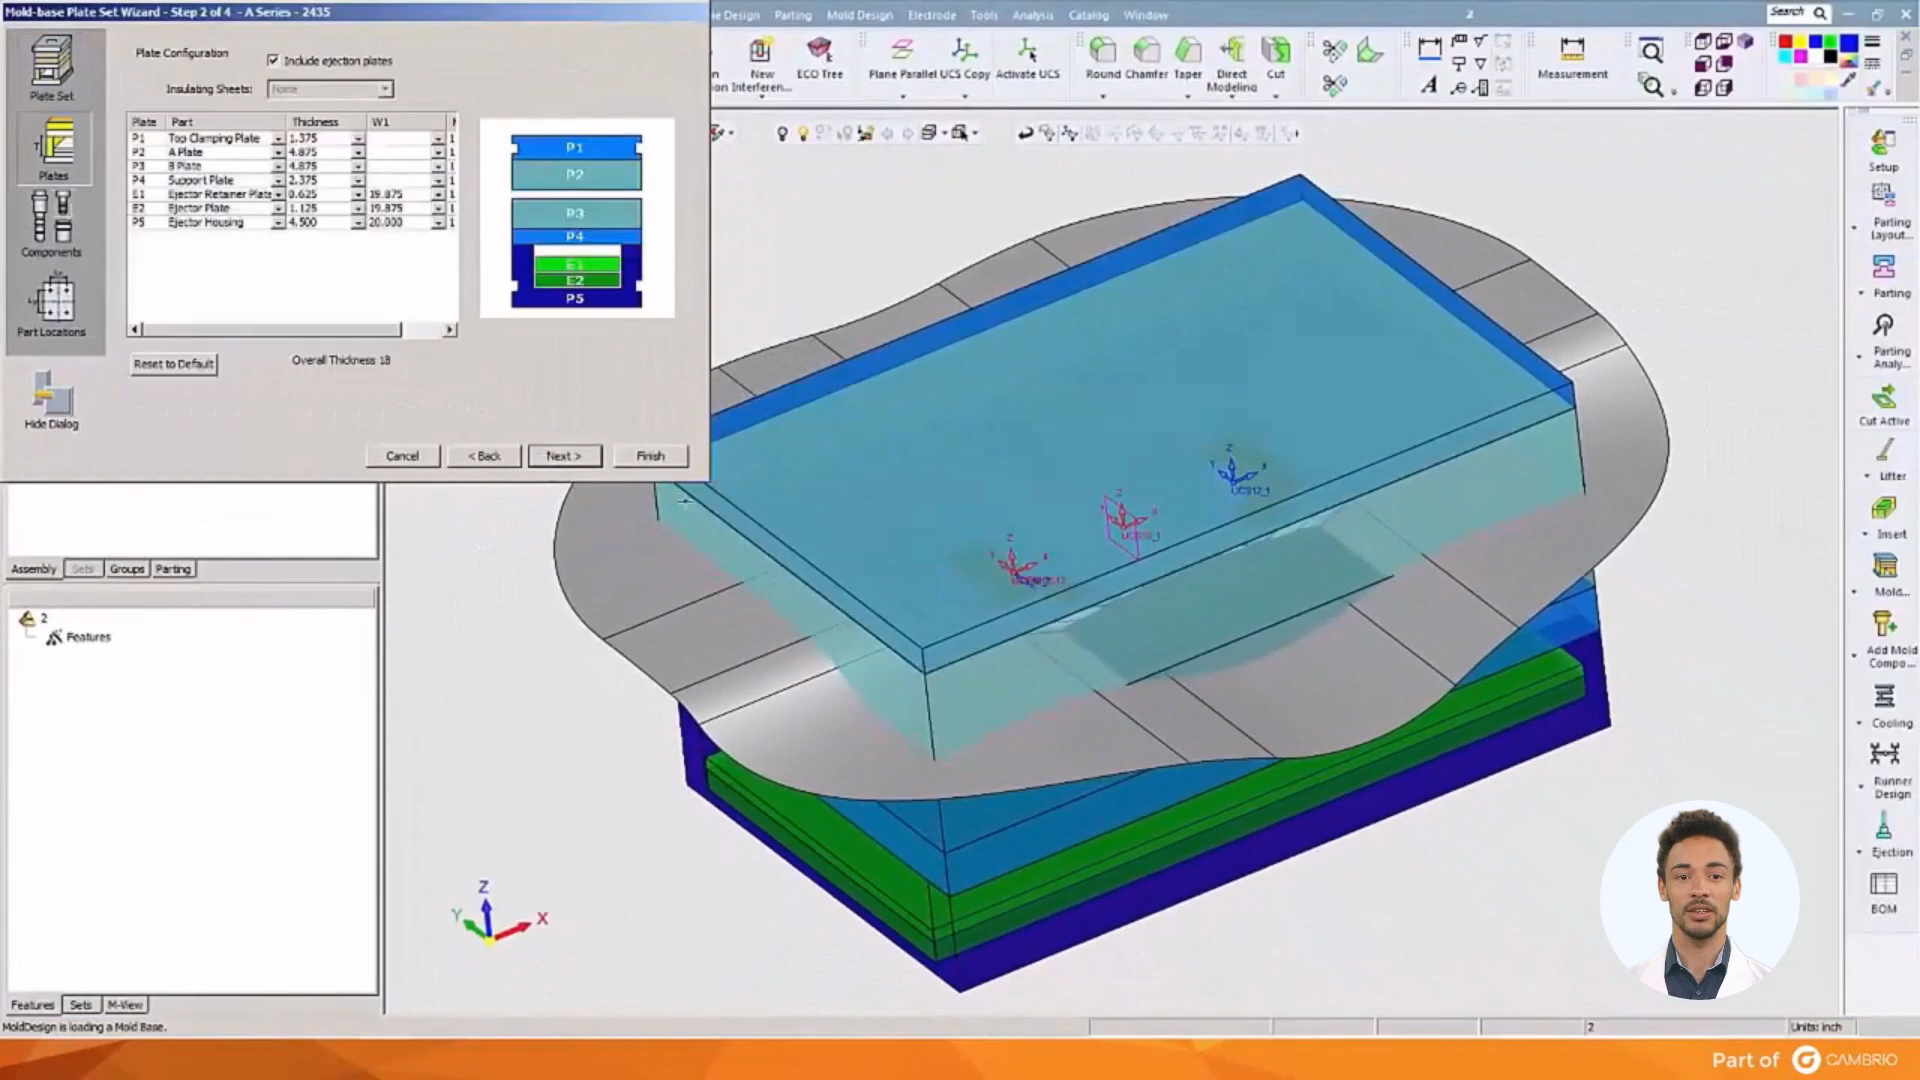 Mold-base Plate Set Wizard - Step 2 of 4 - A Series - 2435
Parting
Mold Design
Electrode
Tools
Analysis
Catalog
Window
2
Search
Plate Configuration
Include ejection plates
Insulating Sheets:
None
Plate Set
Plates
Components
Part Locations
Hide Dialog
Plate Part Thickness W1
P1 Top Clamping Plate 1.375
P2 A Plate 4.875
P3 B Plate 4.875
P4 Support Plate 2.375
E1 Ejector Retainer Plate 0.625 19.875
E2 Ejector Plate 1.125 19.875
P5 Ejector Housing 4.500 20.000
P1
P2
P3
P4
E1
E2
P5
Reset to Default
Overall Thickness 18
Cancel
< Back
Next >
Finish
New
Interferen...
ECO Tree
Plane Parallel
UCS Copy
Activate UCS
Round
Chamfer
Taper
Direct
Modeling
Cut
Measurement
Assembly
Sets
Groups
Parting
2
Features
Features
Sets
M-View
MoldDesign is loading a Mold Base.
Z
Y
X
Z
X
Z
X
Z
Y
X
UCS12_1
Setup
Parting
Layout...
Parting
Parting
Analy...
Cut Active
Lifter
Insert
Mold...
Add Mold
Compo...
Cooling
Runner
Design
Ejection
BOM
2
Units: inch
Part of CAMBRIO